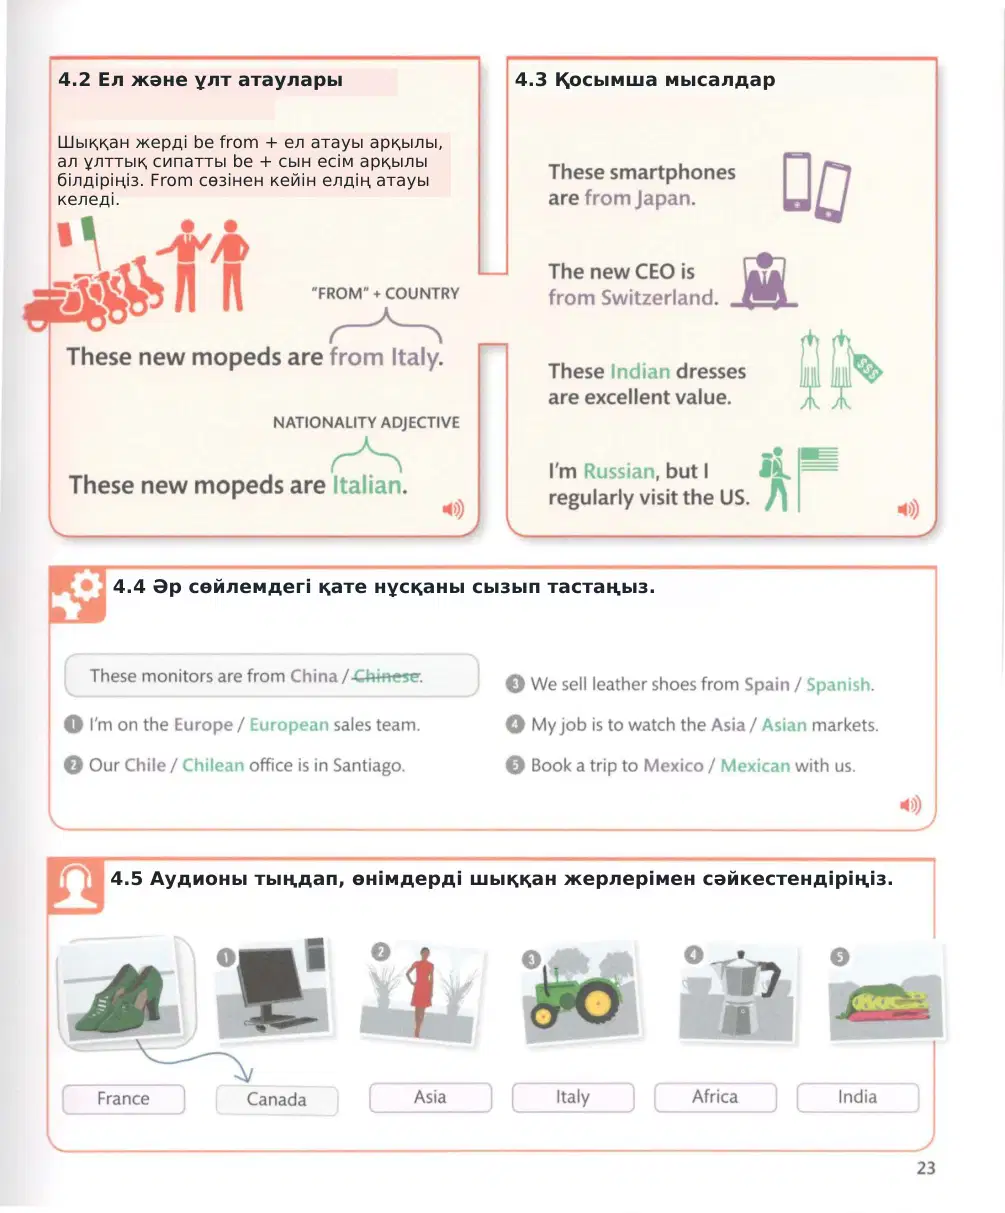 4.2 Ел және ұлт атаулары
Шыққан жерді be from + ел атауы арқылы,
ал ұлттық сипатты be + сын есім арқылы
білдіріңіз. From сөзінен кейін елдің атауы
келеді.
"FROM" + COUNTRY
These new mopeds are from Italy.
NATIONALITY ADJECTIVE
These new mopeds are Italian.
4.3 Қосымша мысалдар
These smartphones
are from Japan.
The new CEO is
from Switzerland.
These Indian dresses
are excellent value.
$$$
I'm Russian, but I
regularly visit the US.
4.4 Әр сөйлемдегі қате нұсқаны сызып тастаңыз.
These monitors are from China / Chinese.
1 I'm on the Europe / European sales team.
2 Our Chile / Chilean office is in Santiago.
3 We sell leather shoes from Spain / Spanish.
4 My job is to watch the Asia / Asian markets.
5 Book a trip to Mexico / Mexican with us.
4.5 Аудионы тыңдап, өнімдерді шыққан жерлерімен сәйкестендіріңіз.
1
2
3
4
5
France
Canada
Asia
Italy
Africa
India
23